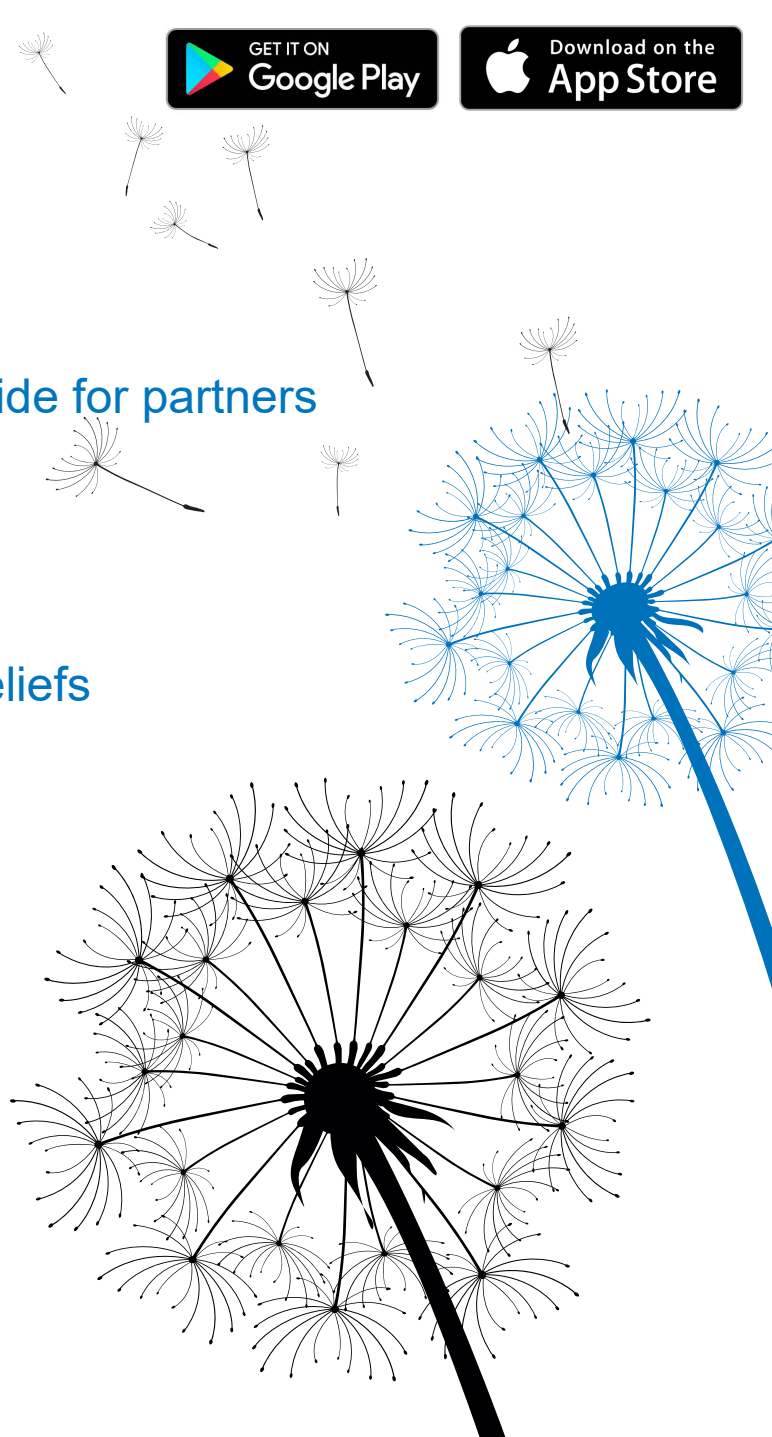 GET IT ON
Google Play
Download on the
App Store
ide for partners
eliefs